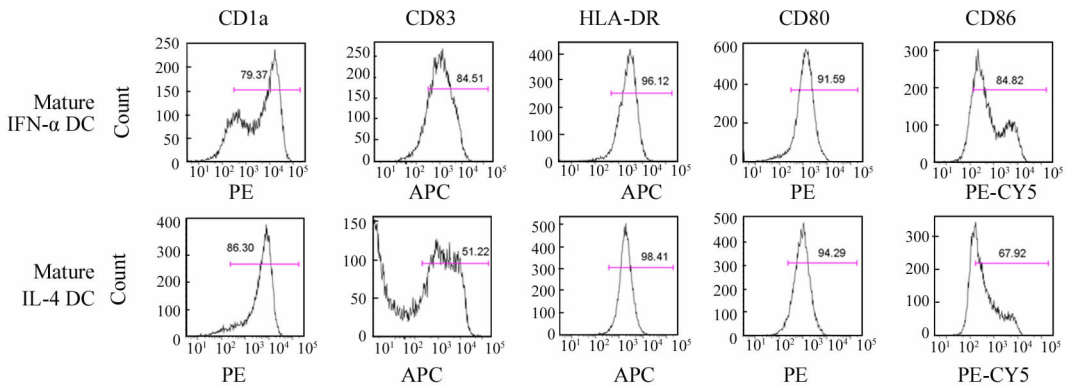 CD1a CD83 HLA-DR CD80 CD86
Mature
IFN-α DC
Count
250
200
150
100
50
0
79.37
10¹ 10² 10³ 10⁴ 10⁵
PE
250
200
150
100
50
0
84.51
10¹ 10² 10³ 10⁴ 10⁵
APC
400
300
200
100
0
96.12
10¹ 10² 10³ 10⁴ 10⁵
APC
600
400
200
0
91.59
10¹ 10² 10³ 10⁴ 10⁵
PE
300
200
100
0
84.82
10¹ 10² 10³ 10⁴ 10⁵
PE-CY5
Mature
IL-4 DC
Count
400
300
200
100
0
86.30
10¹ 10² 10³ 10⁴ 10⁵
PE
150
100
50
0
51.22
10¹ 10² 10³ 10⁴ 10⁵
APC
500
400
300
200
100
0
98.41
10¹ 10² 10³ 10⁴ 10⁵
APC
500
400
300
200
100
0
94.29
10¹ 10² 10³ 10⁴ 10⁵
PE
300
200
100
0
67.92
10¹ 10² 10³ 10⁴ 10⁵
PE-CY5